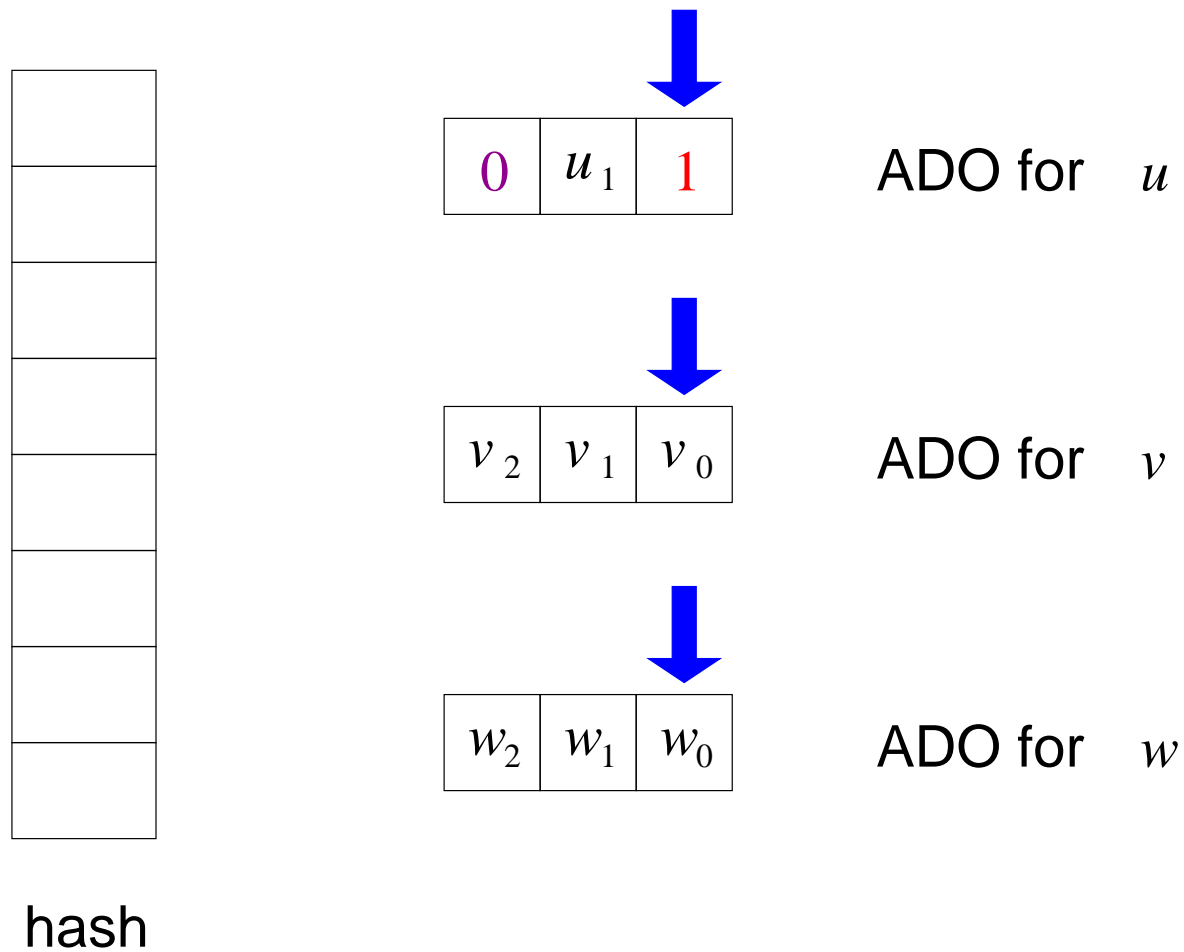 0 u₁ 1 ADO for u
v₂ v₁ v₀ ADO for v
w₂ w₁ w₀ ADO for w
hash